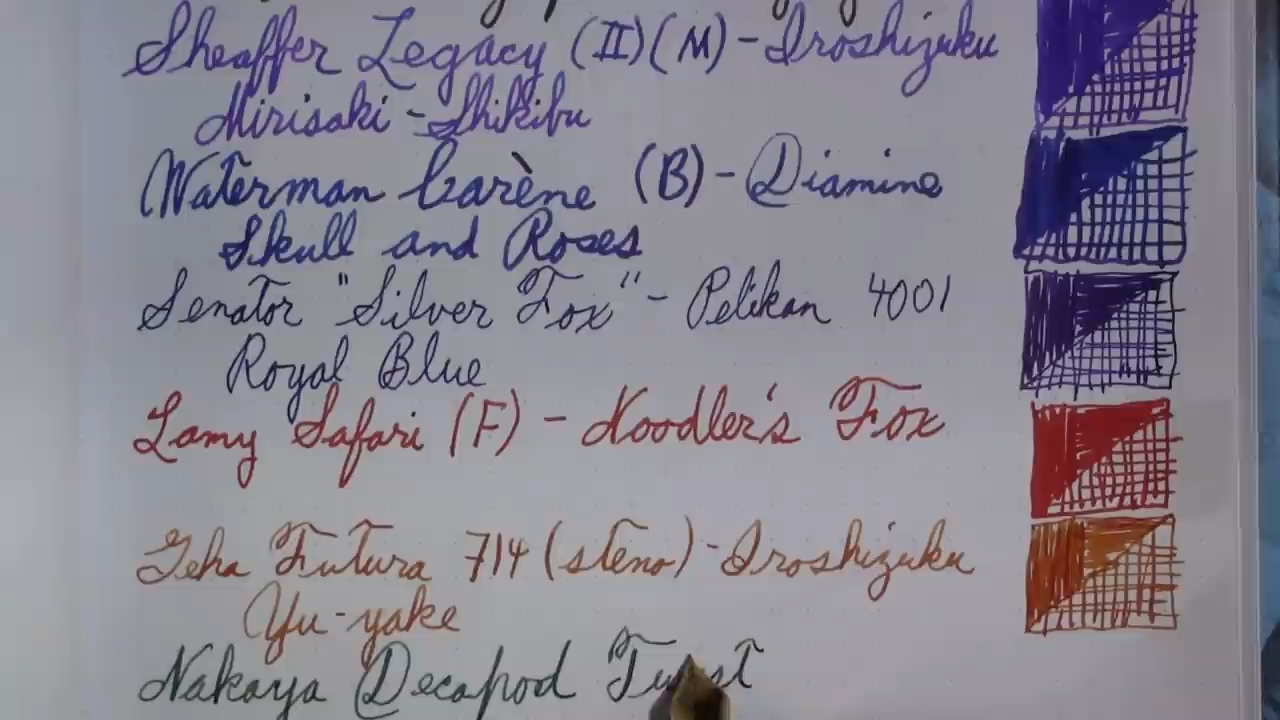 Sheaffer Legacy (II)(M) - Iroshizuku
Mirisaki - Shikibu
Waterman Carène (B) - Diamine
Skull and Roses
Senator "Silver Fox" - Pelikan 4001
Royal Blue
Lamy Safari (F) - Noodler's Fox
Geha Futura 714 (steno) - Iroshizuku
Yu-yake
Nakaya Decapod Twist